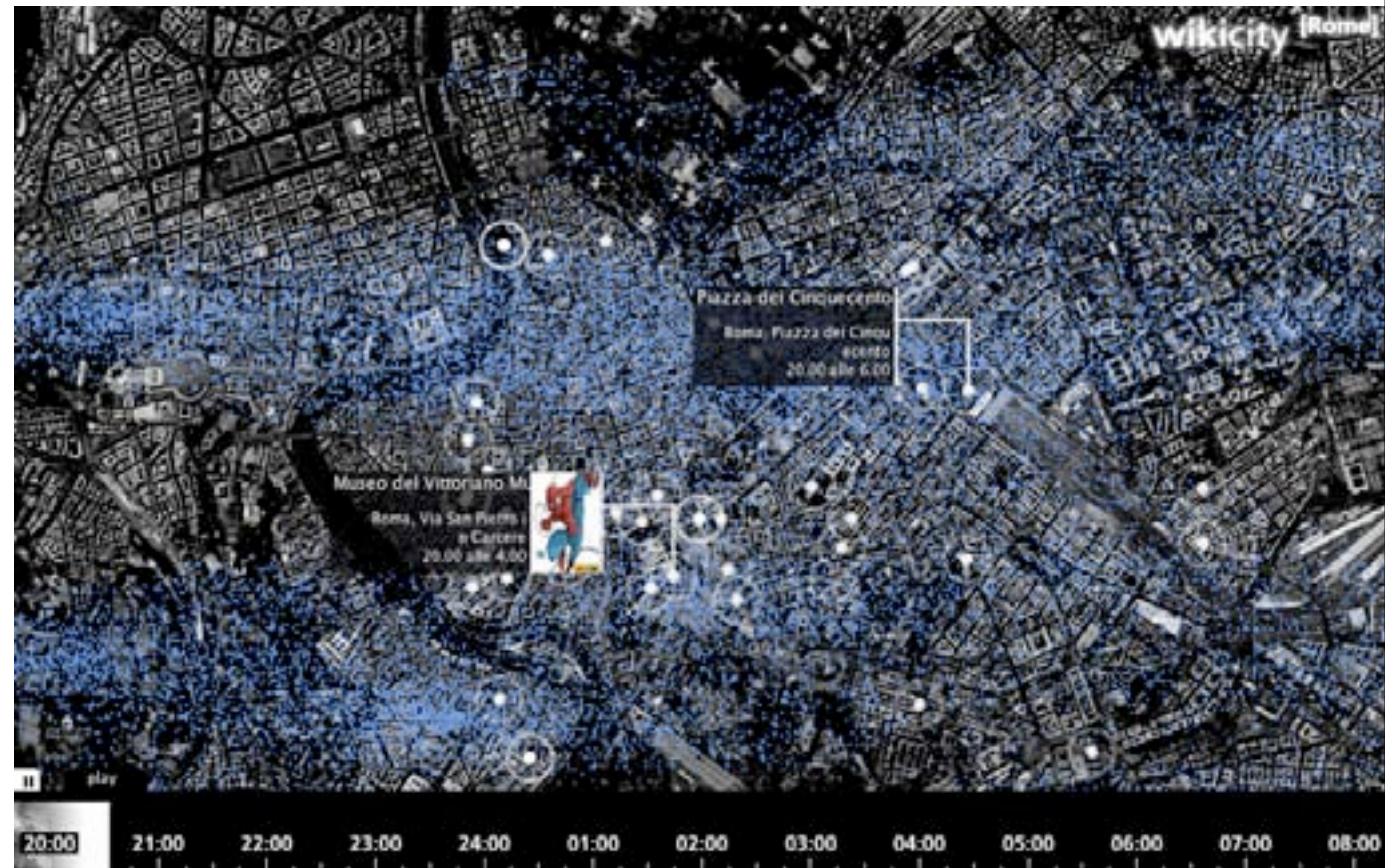 wikicity [Rome]
Piazza dei Cinquecento
Roma, Piazza dei Cinqu
ecento
20.00 alle 6.00
Museo del Vittoriano Mu
Roma, Via San Pietro i
n Carcere
20.00 alle 4.00
play
20:00 21:00 22:00 23:00 24:00 01:00 02:00 03:00 04:00 05:00 06:00 07:00 08:00